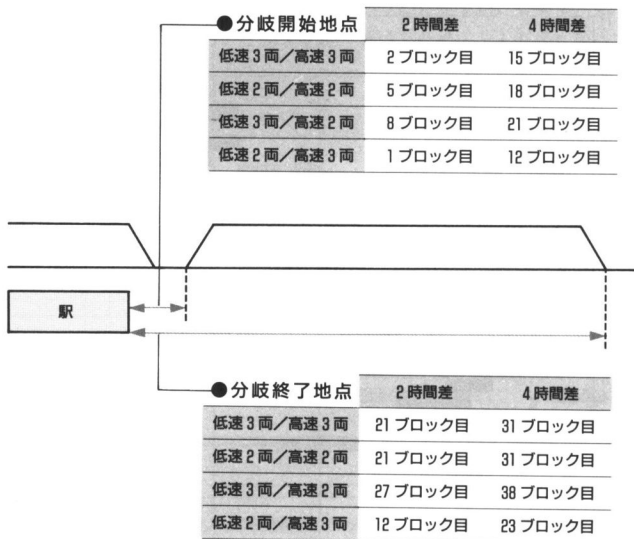 ●分岐開始地点 2時間差 4時間差
低速3両／高速3両 2ブロック目 15ブロック目
低速2両／高速2両 5ブロック目 18ブロック目
低速3両／高速2両 8ブロック目 21ブロック目
低速2両／高速3両 1ブロック目 12ブロック目
駅
●分岐終了地点 2時間差 4時間差
低速3両／高速3両 21ブロック目 31ブロック目
低速2両／高速2両 21ブロック目 31ブロック目
低速3両／高速2両 27ブロック目 38ブロック目
低速2両／高速3両 12ブロック目 23ブロック目